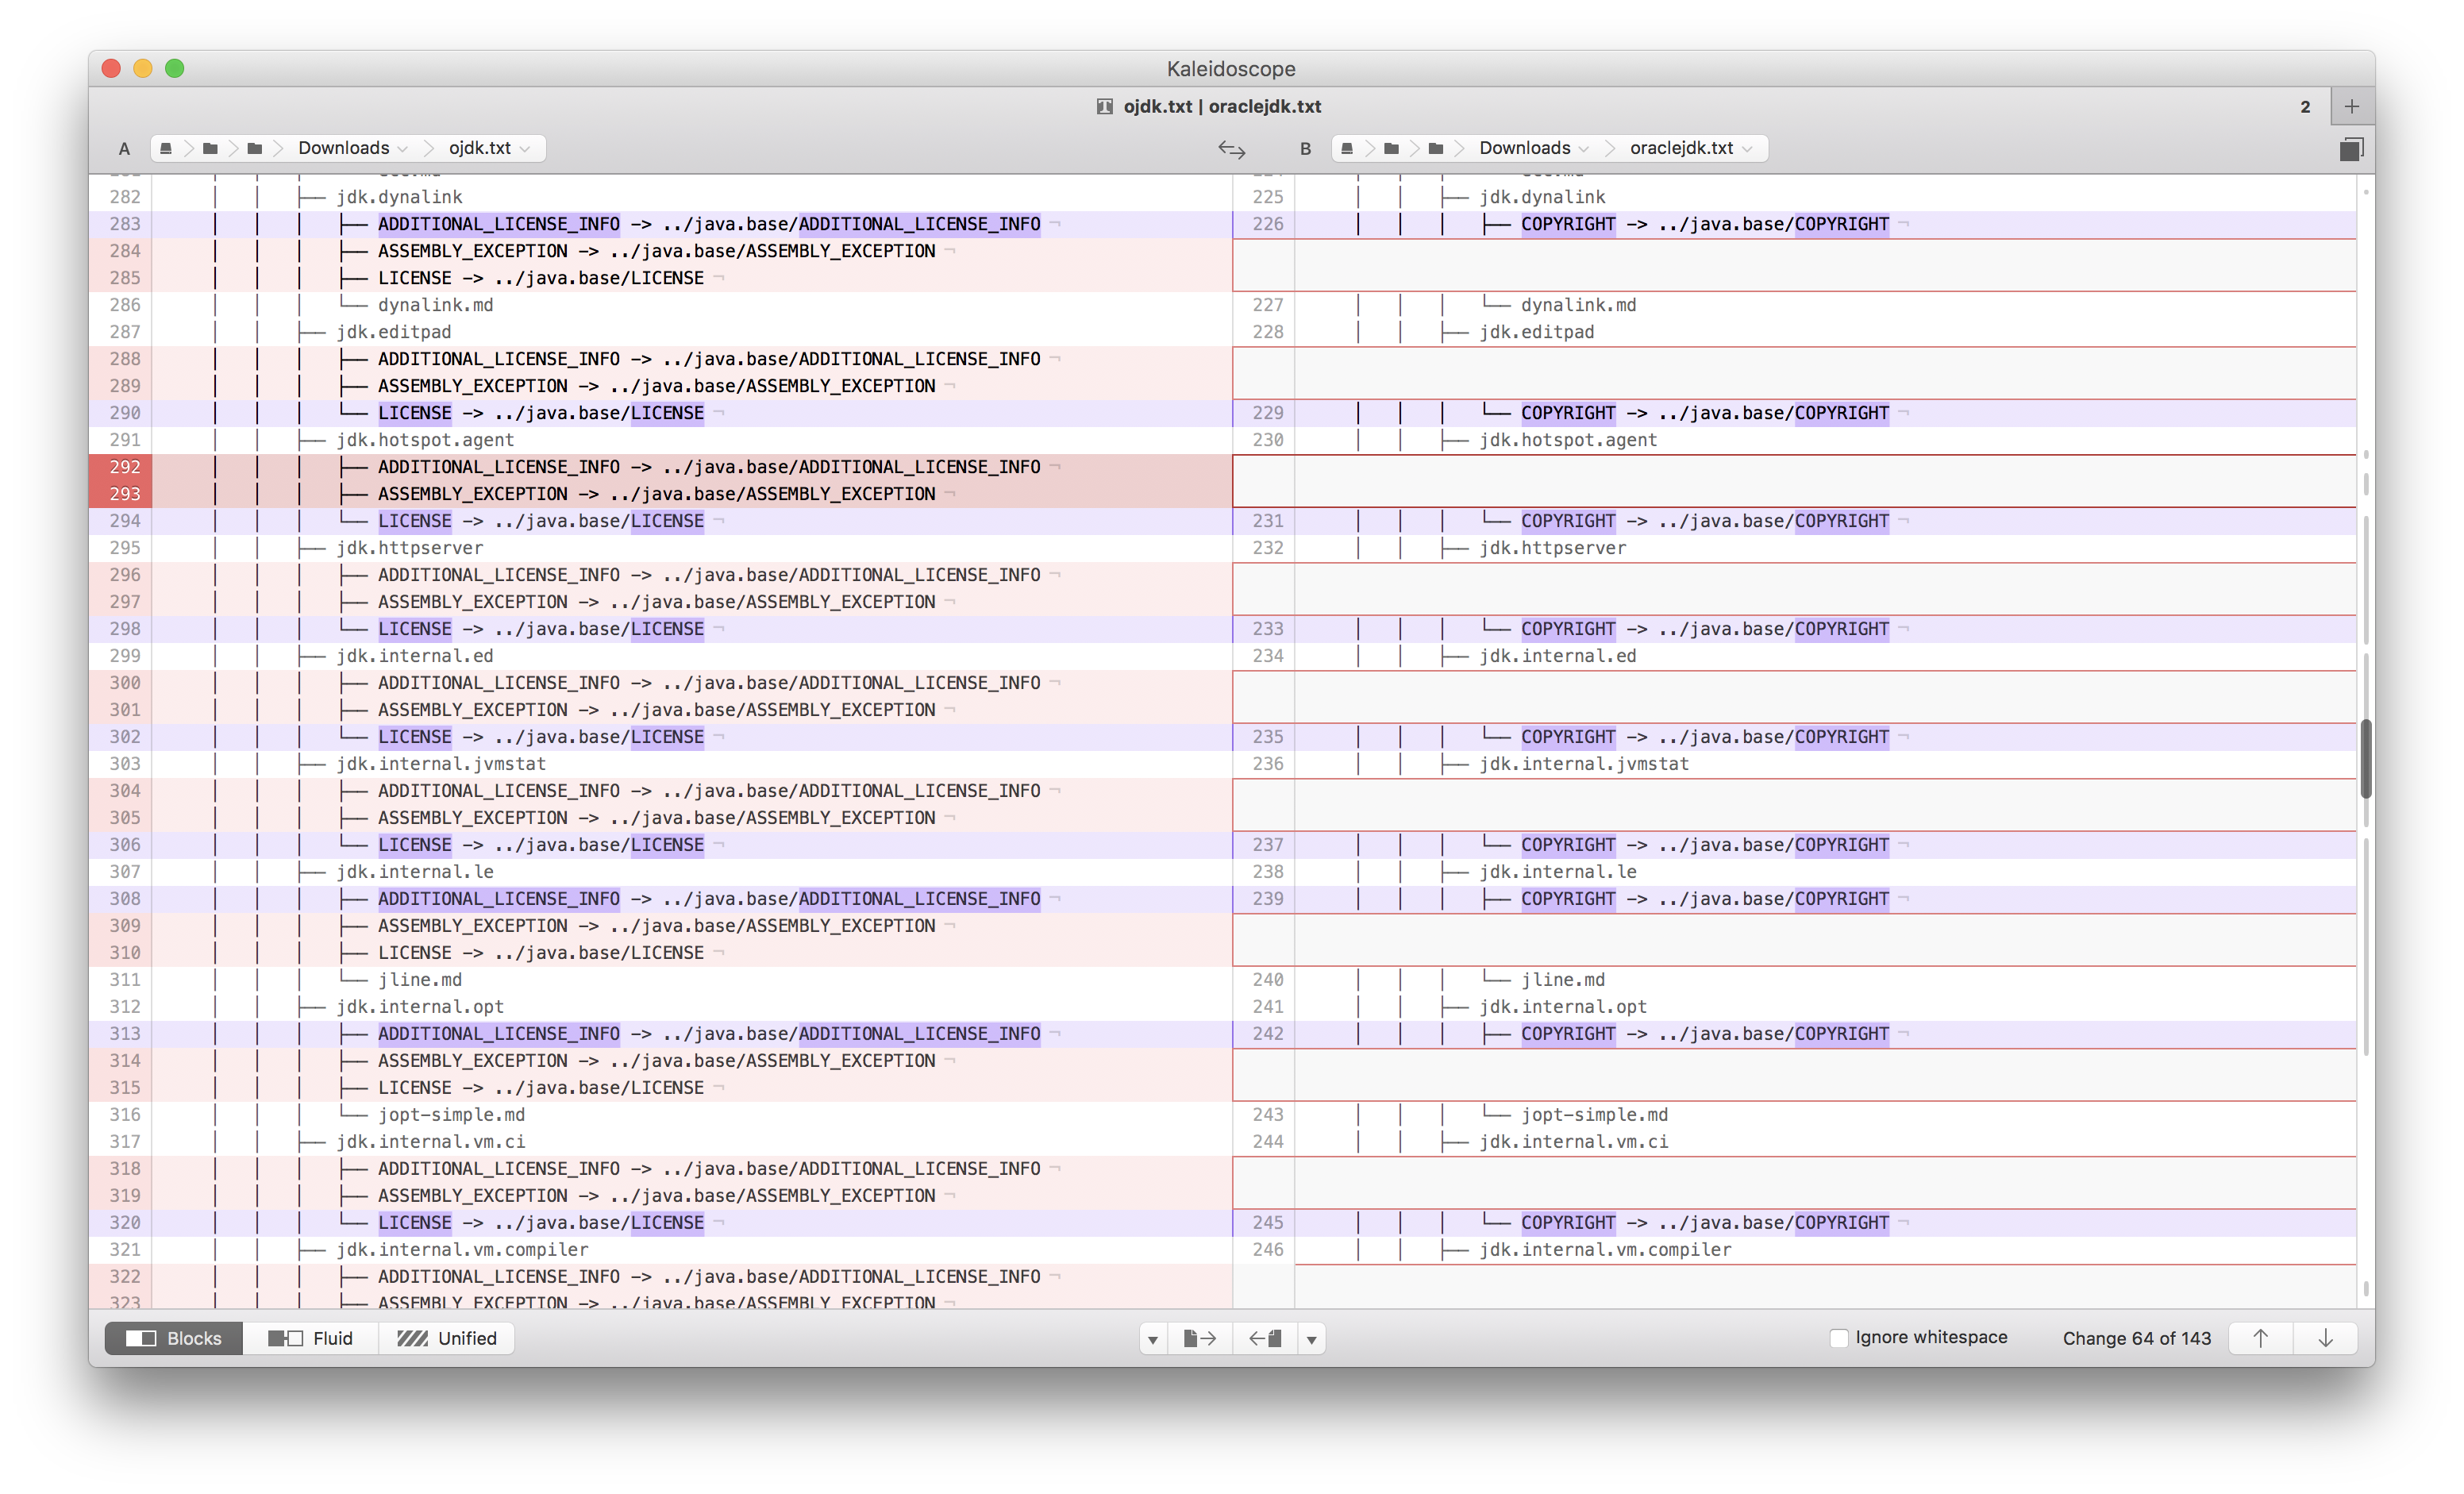 Kaleidoscope
ojdk.txt | oraclejdk.txt
2
A
Downloads
ojdk.txt
B
Downloads
oraclejdk.txt
282 │ │ ├── jdk.dynalink
283 │ │ │ ├── ADDITIONAL_LICENSE_INFO -> ../java.base/ADDITIONAL_LICENSE_INFO ¬
284 │ │ │ ├── ASSEMBLY_EXCEPTION -> ../java.base/ASSEMBLY_EXCEPTION ¬
285 │ │ │ ├── LICENSE -> ../java.base/LICENSE ¬
286 │ │ │ └── dynalink.md
287 │ │ ├── jdk.editpad
288 │ │ │ ├── ADDITIONAL_LICENSE_INFO -> ../java.base/ADDITIONAL_LICENSE_INFO ¬
289 │ │ │ ├── ASSEMBLY_EXCEPTION -> ../java.base/ASSEMBLY_EXCEPTION ¬
290 │ │ │ └── LICENSE -> ../java.base/LICENSE ¬
291 │ │ ├── jdk.hotspot.agent
292 │ │ │ ├── ADDITIONAL_LICENSE_INFO -> ../java.base/ADDITIONAL_LICENSE_INFO ¬
293 │ │ │ ├── ASSEMBLY_EXCEPTION -> ../java.base/ASSEMBLY_EXCEPTION ¬
294 │ │ │ └── LICENSE -> ../java.base/LICENSE ¬
295 │ │ ├── jdk.httpserver
296 │ │ │ ├── ADDITIONAL_LICENSE_INFO -> ../java.base/ADDITIONAL_LICENSE_INFO ¬
297 │ │ │ ├── ASSEMBLY_EXCEPTION -> ../java.base/ASSEMBLY_EXCEPTION ¬
298 │ │ │ └── LICENSE -> ../java.base/LICENSE ¬
299 │ │ ├── jdk.internal.ed
300 │ │ │ ├── ADDITIONAL_LICENSE_INFO -> ../java.base/ADDITIONAL_LICENSE_INFO ¬
301 │ │ │ ├── ASSEMBLY_EXCEPTION -> ../java.base/ASSEMBLY_EXCEPTION ¬
302 │ │ │ └── LICENSE -> ../java.base/LICENSE ¬
303 │ │ ├── jdk.internal.jvmstat
304 │ │ │ ├── ADDITIONAL_LICENSE_INFO -> ../java.base/ADDITIONAL_LICENSE_INFO ¬
305 │ │ │ ├── ASSEMBLY_EXCEPTION -> ../java.base/ASSEMBLY_EXCEPTION ¬
306 │ │ │ └── LICENSE -> ../java.base/LICENSE ¬
307 │ │ ├── jdk.internal.le
308 │ │ │ ├── ADDITIONAL_LICENSE_INFO -> ../java.base/ADDITIONAL_LICENSE_INFO ¬
309 │ │ │ ├── ASSEMBLY_EXCEPTION -> ../java.base/ASSEMBLY_EXCEPTION ¬
310 │ │ │ ├── LICENSE -> ../java.base/LICENSE ¬
311 │ │ │ └── jline.md
312 │ │ ├── jdk.internal.opt
313 │ │ │ ├── ADDITIONAL_LICENSE_INFO -> ../java.base/ADDITIONAL_LICENSE_INFO ¬
314 │ │ │ ├── ASSEMBLY_EXCEPTION -> ../java.base/ASSEMBLY_EXCEPTION ¬
315 │ │ │ ├── LICENSE -> ../java.base/LICENSE ¬
316 │ │ │ └── jopt-simple.md
317 │ │ ├── jdk.internal.vm.ci
318 │ │ │ ├── ADDITIONAL_LICENSE_INFO -> ../java.base/ADDITIONAL_LICENSE_INFO ¬
319 │ │ │ ├── ASSEMBLY_EXCEPTION -> ../java.base/ASSEMBLY_EXCEPTION ¬
320 │ │ │ └── LICENSE -> ../java.base/LICENSE ¬
321 │ │ ├── jdk.internal.vm.compiler
322 │ │ │ ├── ADDITIONAL_LICENSE_INFO -> ../java.base/ADDITIONAL_LICENSE_INFO ¬
323 │ │ │ ├── ASSEMBLY_EXCEPTION -> ../java.base/ASSEMBLY_EXCEPTION ¬
225 │ │ ├── jdk.dynalink
226 │ │ │ ├── COPYRIGHT -> ../java.base/COPYRIGHT ¬
227 │ │ │ └── dynalink.md
228 │ │ ├── jdk.editpad
229 │ │ │ └── COPYRIGHT -> ../java.base/COPYRIGHT ¬
230 │ │ ├── jdk.hotspot.agent
231 │ │ │ └── COPYRIGHT -> ../java.base/COPYRIGHT ¬
232 │ │ ├── jdk.httpserver
233 │ │ │ └── COPYRIGHT -> ../java.base/COPYRIGHT ¬
234 │ │ ├── jdk.internal.ed
235 │ │ │ └── COPYRIGHT -> ../java.base/COPYRIGHT ¬
236 │ │ ├── jdk.internal.jvmstat
237 │ │ │ └── COPYRIGHT -> ../java.base/COPYRIGHT ¬
238 │ │ ├── jdk.internal.le
239 │ │ │ ├── COPYRIGHT -> ../java.base/COPYRIGHT ¬
240 │ │ │ └── jline.md
241 │ │ ├── jdk.internal.opt
242 │ │ │ ├── COPYRIGHT -> ../java.base/COPYRIGHT ¬
243 │ │ │ └── jopt-simple.md
244 │ │ ├── jdk.internal.vm.ci
245 │ │ │ └── COPYRIGHT -> ../java.base/COPYRIGHT ¬
246 │ │ ├── jdk.internal.vm.compiler
Blocks
Fluid
Unified
Ignore whitespace
Change 64 of 143